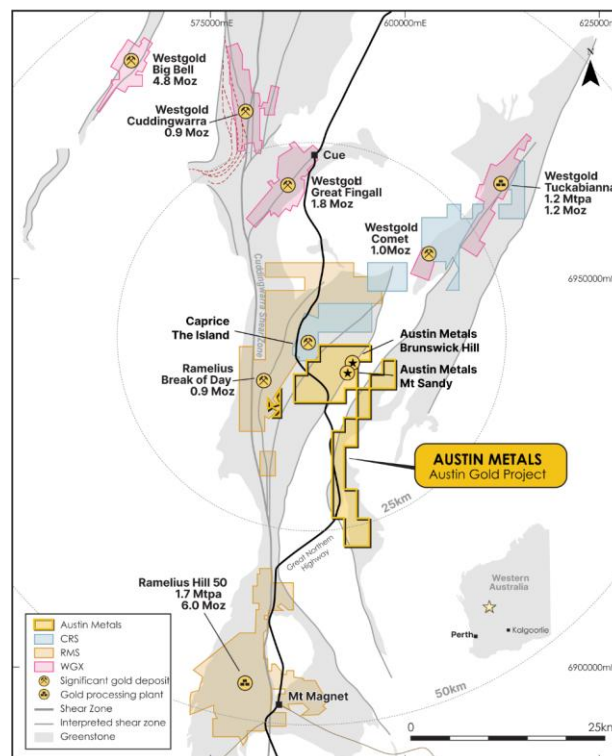 575000mE
600000mE
625000m
Westgold
Big Bell
4.8 Moz
Westgold
Cuddingwarra
0.9 Moz
N
Cue
Westgold
Great Fingall
1.8 Moz
Westgold
Tuckabianna
1.2 Mtpa
1.2 Moz
Westgold
Comet
1.0Moz
6950000mN
Cuddingwarra Shear Zone
Caprice
The Island
Austin Metals
Brunswick Hill
Austin Metals
Mt Sandy
Ramelius
Break of Day
0.9 Moz
AUSTIN METALS
Austin Gold Project
25km
Great Northern
Highway
Ramelius Hill 50
1.7 Mtpa
6.0 Moz
Western
Australia
Perth
Kalgoorlie
Mt Magnet
50km
6900000mN
Austin Metals
CRS
RMS
WGX
Significant gold deposit
Gold processing plant
Shear Zone
Interpreted shear zone
Greenstone
0
25km